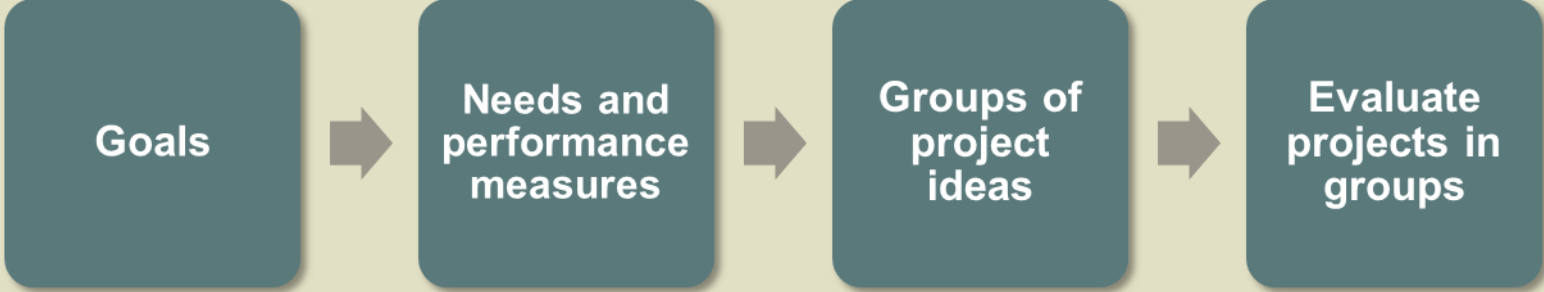 Goals
Needs and
performance
measures
Groups of
project
ideas
Evaluate
projects in
groups